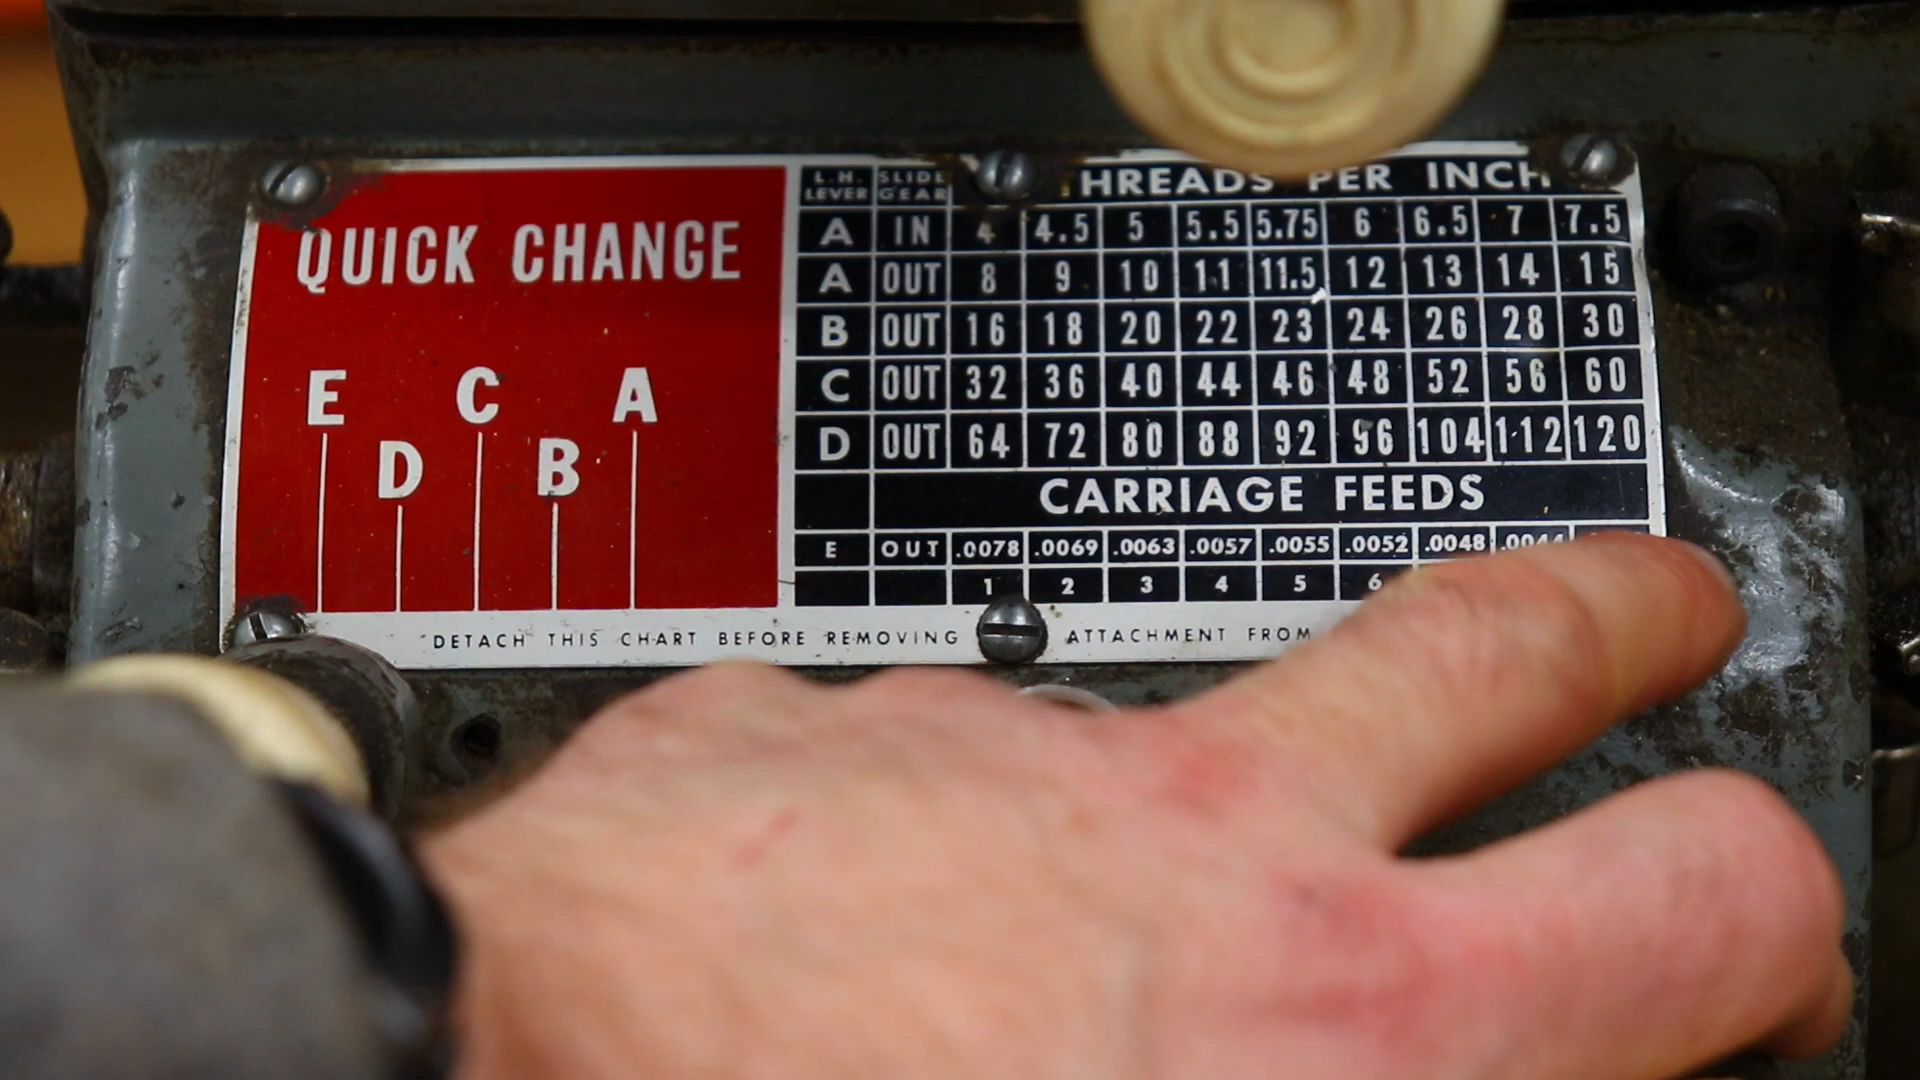 QUICK CHANGE
E C A
D B
L.H. LEVER SLIDE GEAR THREADS PER INCH
A IN 4 4.5 5 5.5 5.75 6 6.5 7 7.5
A OUT 8 9 10 11 11.5 12 13 14 15
B OUT 16 18 20 22 23 24 26 28 30
C OUT 32 36 40 44 46 48 52 56 60
D OUT 64 72 80 88 92 96 104 112 120
CARRIAGE FEEDS
E OUT .0078 .0069 .0063 .0057 .0055 .0052 .0048 .0044
1 2 3 4 5 6
DETACH THIS CHART BEFORE REMOVING ATTACHMENT FROM